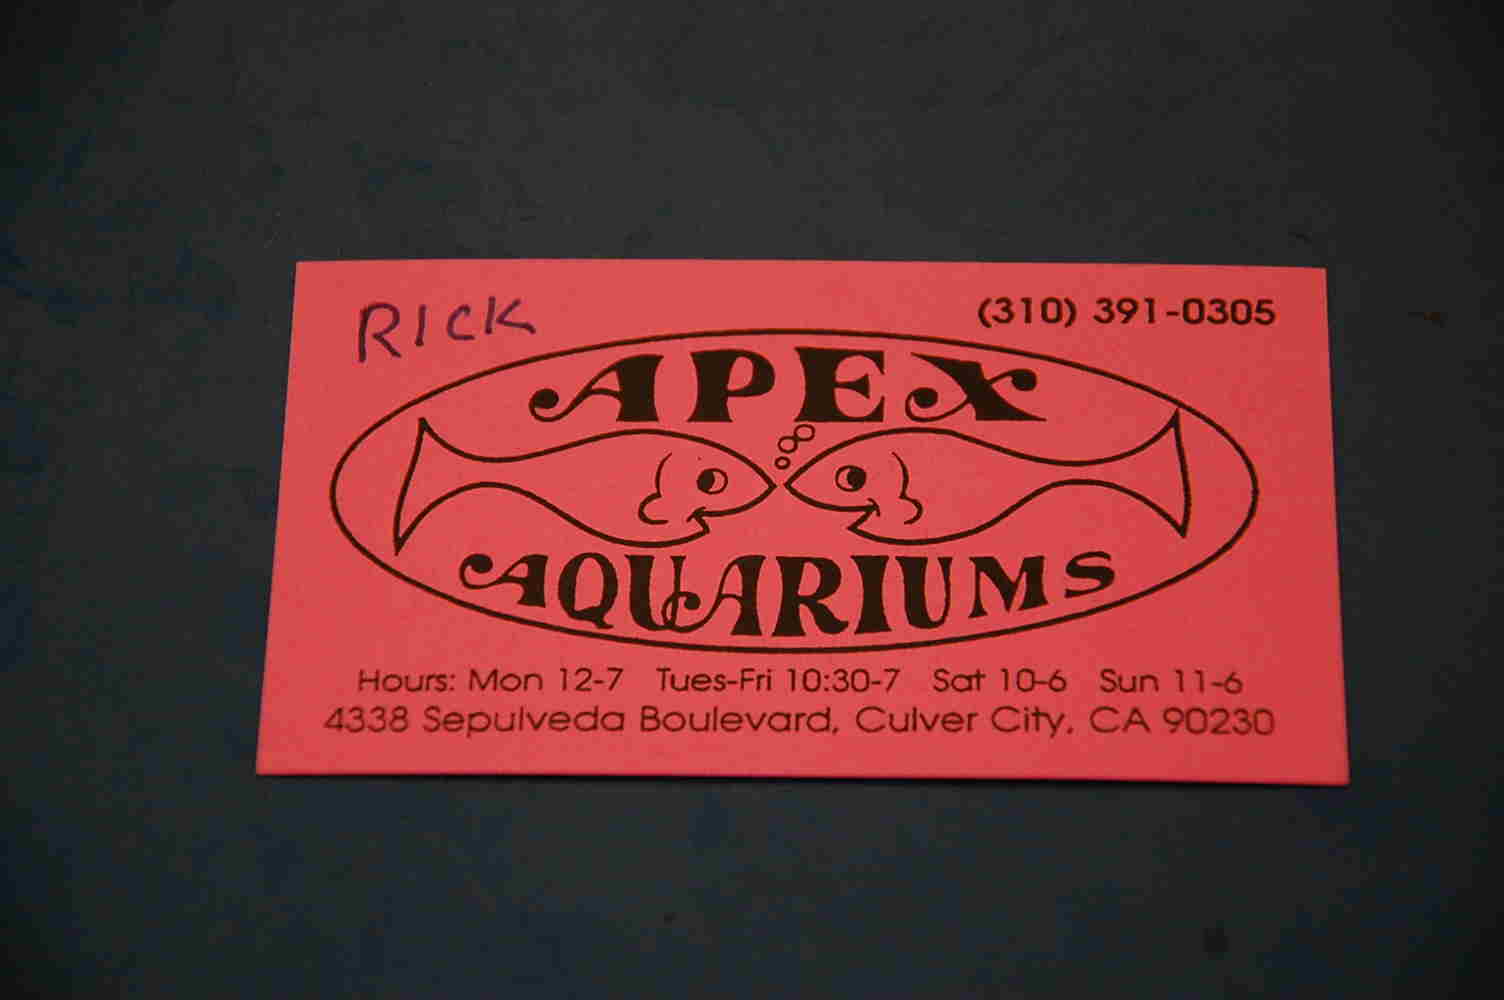 RICK
(310) 391-0305
APEX
AQUARIUMS
Hours: Mon 12-7 Tues-Fri 10:30-7 Sat 10-6 Sun 11-6
4338 Sepulveda Boulevard, Culver City, CA 90230